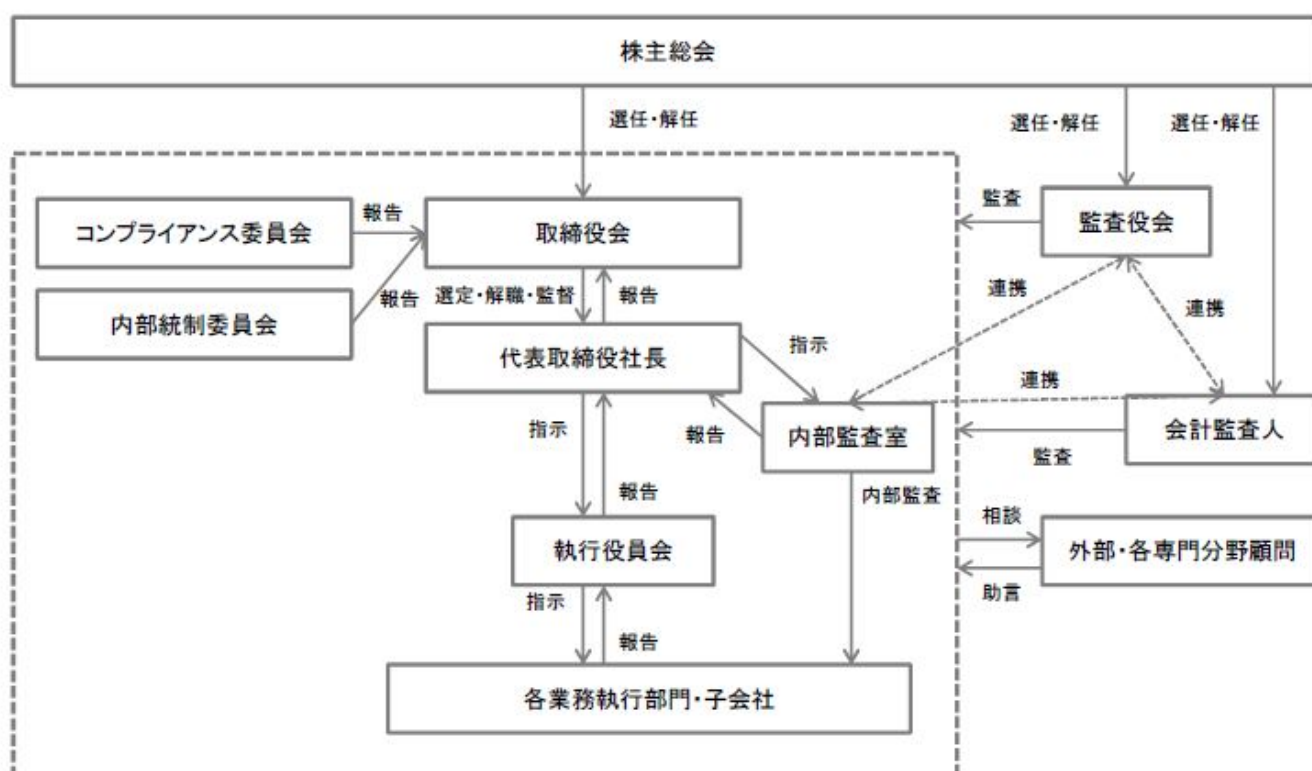 株主総会
選任・解任
選任・解任
選任・解任
コンプライアンス委員会
報告
取締役会
監査
監査役会
内部統制委員会
報告
選定・解職・監督
報告
連携
連携
代表取締役社長
指示
連携
指示
報告
内部監査室
監査
会計監査人
報告
内部監査
執行役員会
相談
外部・各専門分野顧問
助言
指示
報告
各業務執行部門・子会社